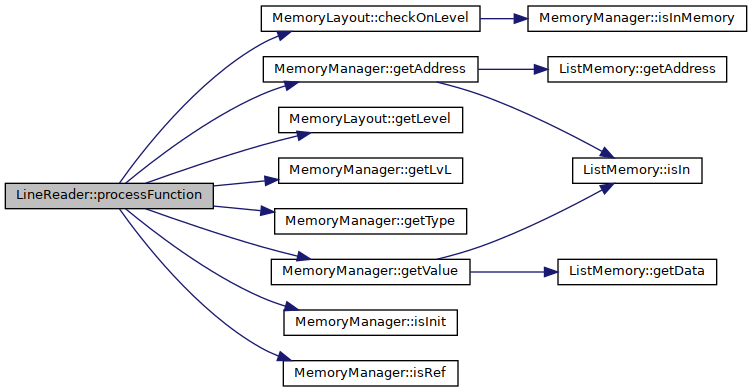 MemoryLayout::checkOnLevel
MemoryManager::isInMemory
MemoryManager::getAddress
ListMemory::getAddress
MemoryLayout::getLevel
MemoryManager::getLvL
ListMemory::isIn
LineReader::processFunction
MemoryManager::getType
MemoryManager::getValue
ListMemory::getData
MemoryManager::isInit
MemoryManager::isRef